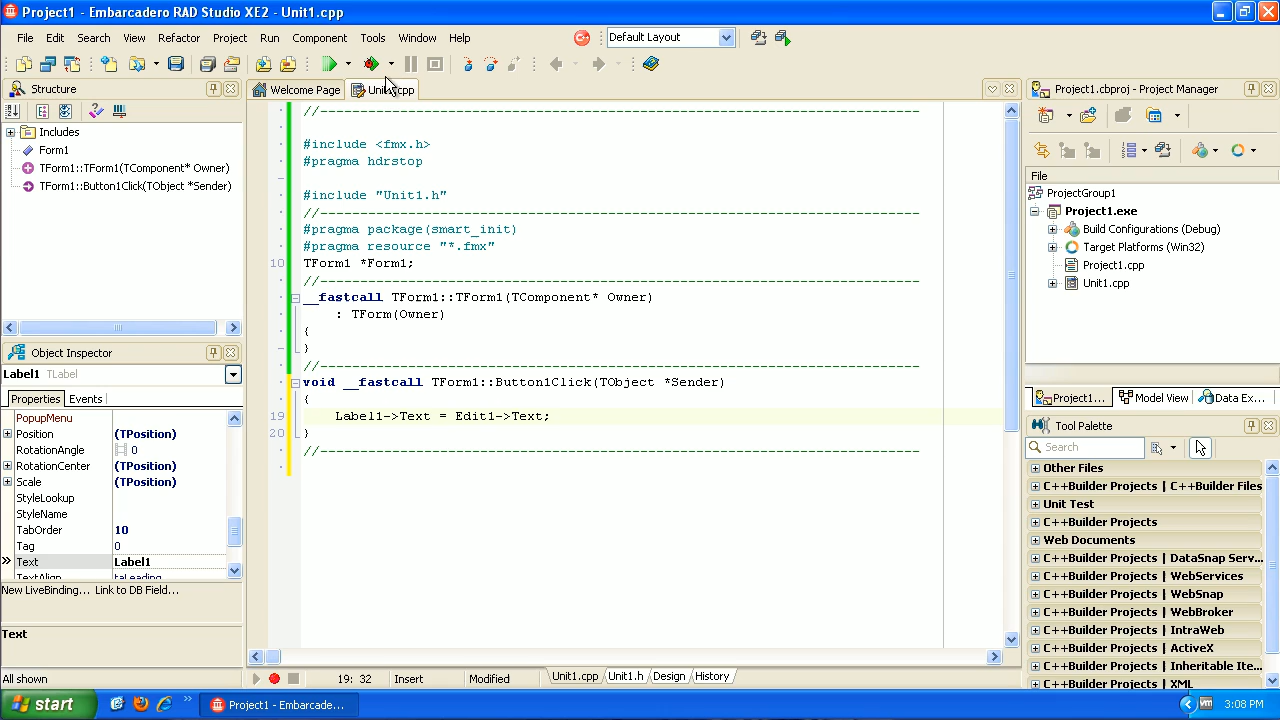 Project1 - Embarcadero RAD Studio XE2 - Unit1.cpp
File Edit Search View Refactor Project Run Component Tools Window Help
Default Layout
Structure
Welcome Page
Unit1.cpp
Project1.cbproj - Project Manager
Includes
Form1
TForm1::TForm1(TComponent* Owner)
TForm1::Button1Click(TObject *Sender)
//---------------------------------------------------------------------------
#include <fmx.h>
#pragma hdrstop
#include "Unit1.h"
//---------------------------------------------------------------------------
#pragma package(smart_init)
#pragma resource "*.fmx"
10 TForm1 *Form1;
//---------------------------------------------------------------------------
__fastcall TForm1::TForm1(TComponent* Owner)
: TForm(Owner)
{
}
//---------------------------------------------------------------------------
void __fastcall TForm1::Button1Click(TObject *Sender)
{
19 Label1->Text = Edit1->Text;
20 }
//---------------------------------------------------------------------------
File
ProjectGroup1
Project1.exe
Build Configurations (Debug)
Target Platforms (Win32)
Project1.cpp
Unit1.cpp
Project1...
Model View
Data Ex...
Object Inspector
Label1 TLabel
Properties Events
PopupMenu
Position (TPosition)
RotationAngle 0
RotationCenter (TPosition)
Scale (TPosition)
StyleLookup
StyleName
TabOrder 10
Tag 0
Text Label1
TextAlign taLeading
New LiveBinding... Link to DB Field...
Text
All shown
Tool Palette
Search
Other Files
C++Builder Projects | C++Builder Files
Unit Test
C++Builder Projects
Web Documents
C++Builder Projects | DataSnap Serv...
C++Builder Projects | WebServices
C++Builder Projects | WebSnap
C++Builder Projects | WebBroker
C++Builder Projects | IntraWeb
C++Builder Projects | ActiveX
C++Builder Projects | Inheritable Ite...
C++Builder Projects | XML
19: 32 Insert Modified
Unit1.cpp Unit1.h Design History
start
Project1 - Embarcade...
3:08 PM